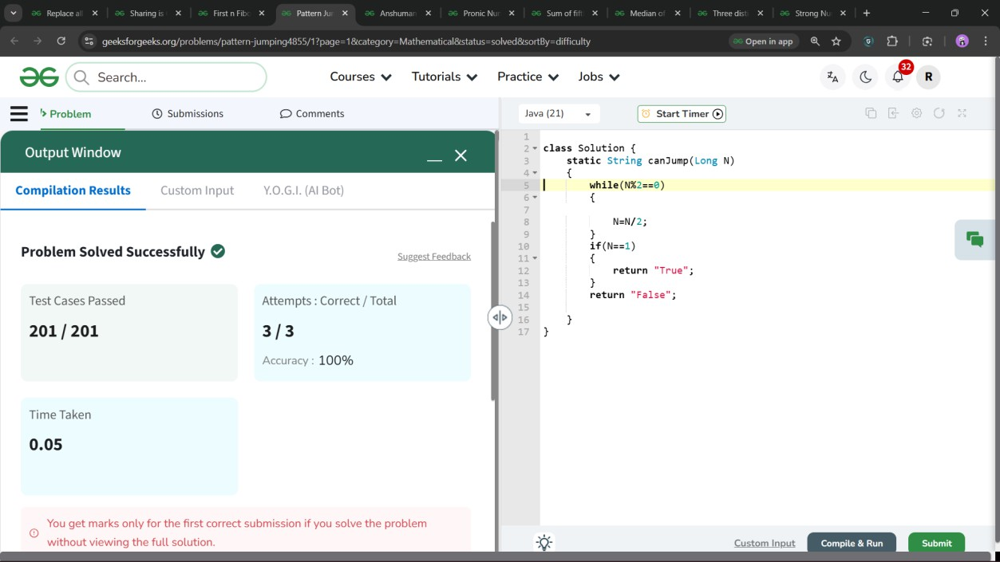 Replace all
Sharing is
First n Fibo
Pattern Jur
Anshuman
Pronic Nur
Sum of fift
Median of
Three dist
Strong Nu
geeksforgeeks.org/problems/pattern-jumping4855/1?page=1&category=Mathematical&status=solved&sortBy=difficulty
Open in app
Search...
Courses
Tutorials
Practice
Jobs
32
R
Problem
Submissions
Comments
Java (21)
Start Timer
Output Window
Compilation Results
Custom Input
Y.O.G.I. (AI Bot)
Problem Solved Successfully
Suggest Feedback
Test Cases Passed
201 / 201
Attempts : Correct / Total
3 / 3
Accuracy : 100%
Time Taken
0.05
You get marks only for the first correct submission if you solve the problem
without viewing the full solution.
1
2 class Solution {
3 static String canJump(Long N)
4 {
5 while(N%2==0)
6 {
7
8 N=N/2;
9 }
10 if(N==1)
11 {
12 return "True";
13 }
14 return "False";
15
16 }
17 }
Custom Input
Compile & Run
Submit